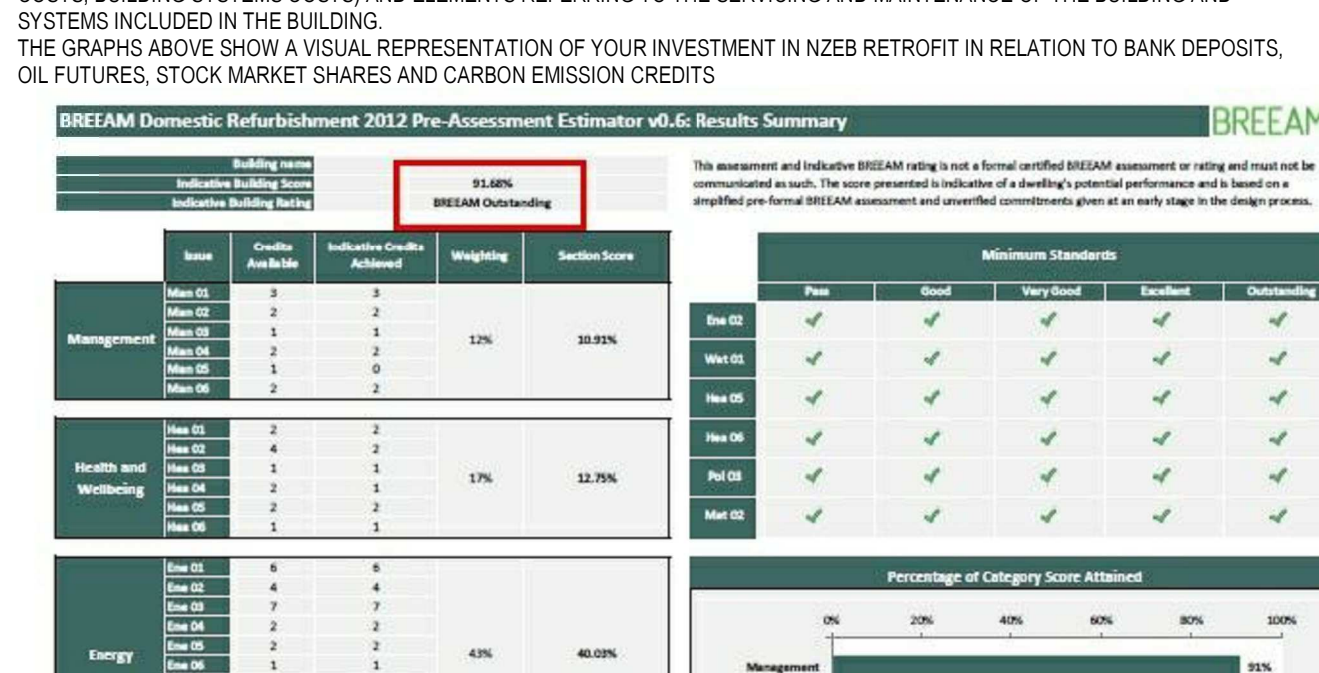 SYSTEMS INCLUDED IN THE BUILDING.
THE GRAPHS ABOVE SHOW A VISUAL REPRESENTATION OF YOUR INVESTMENT IN NZEB RETROFIT IN RELATION TO BANK DEPOSITS,
OIL FUTURES, STOCK MARKET SHARES AND CARBON EMISSION CREDITS
BREEAM Domestic Refurbishment 2012 Pre-Assessment Estimator v0.6: Results Summary
BREEAM
Building name
Indicative Building Score 91.68%
Indicative Building Rating BREEAM Outstanding
This assessment and indicative BREEAM rating is not a formal certified BREEAM assessment or rating and must not be
communicated as such. The score presented is indicative of a dwelling's potential performance and is based on a
simplified pre-formal BREEAM assessment and unverified commitments given at an early stage in the design process.
Issue Credits Available Indicative Credits Achieved Weighting Section Score
Management 12% 10.91%
Man 01 3 3
Man 02 2 2
Man 03 1 1
Man 04 2 2
Man 05 1 0
Man 06 2 2
Health and Wellbeing 17% 12.75%
Hea 01 2 2
Hea 02 4 2
Hea 03 1 1
Hea 04 2 1
Hea 05 2 2
Hea 06 1 1
Energy 43% 40.03%
Ene 01 6 6
Ene 02 4 4
Ene 03 7 7
Ene 04 2 2
Ene 05 2 2
Ene 06 1 1
Minimum Standards
Pass Good Very Good Excellent Outstanding
Ene 02
Wat 01
Hea 05
Hea 06
Pol 03
Mat 02
Percentage of Category Score Attained
0% 20% 40% 60% 80% 100%
Management 91%